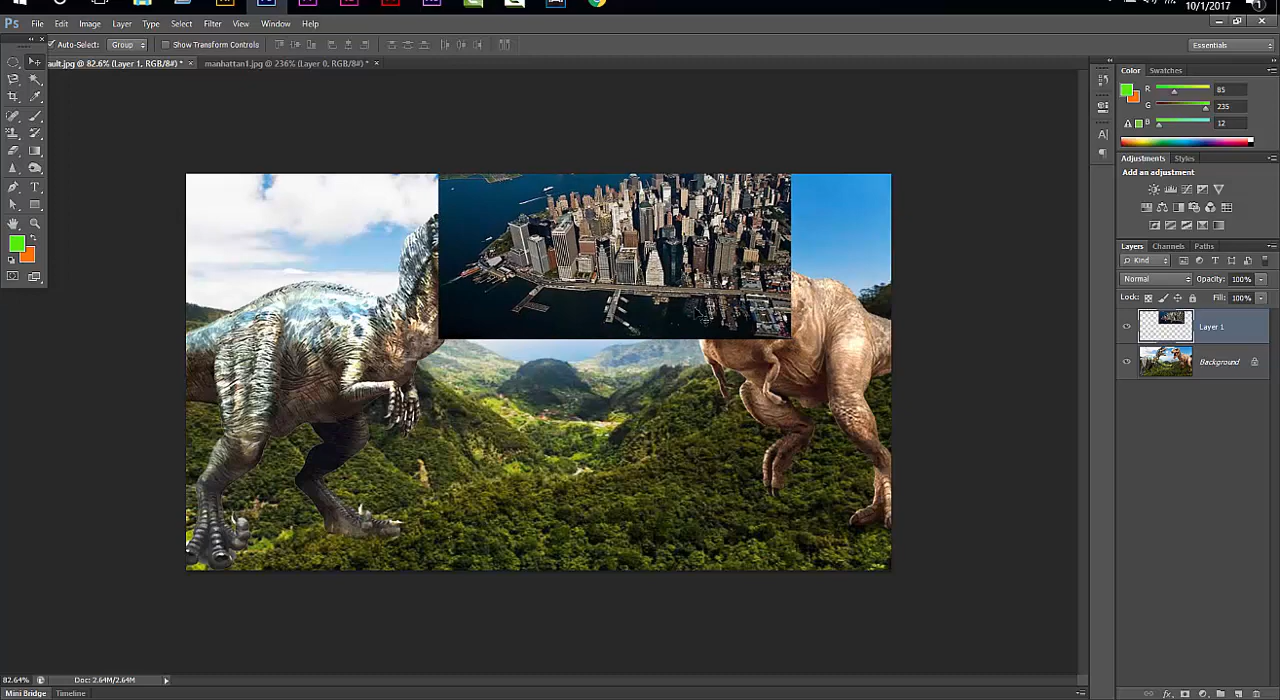 10/1/2017
1
Ps File Edit Image Layer Type Select Filter View Window Help
Auto-Select: Group Show Transform Controls Essentials
ault.jpg @ 82.6% (Layer 1, RGB/8#) * × manhattan1.jpg @ 236% (Layer 0, RGB/8#) * ×
Color Swatches
R 85
G 235
B 12
A
T
Adjustments Styles
Add an adjustment
Layers Channels Paths
Kind
Normal Opacity: 100%
Lock: Fill: 100%
Layer 1
Background
82.64% Doc: 2.64M/2.64M
Mini Bridge Timeline
fx